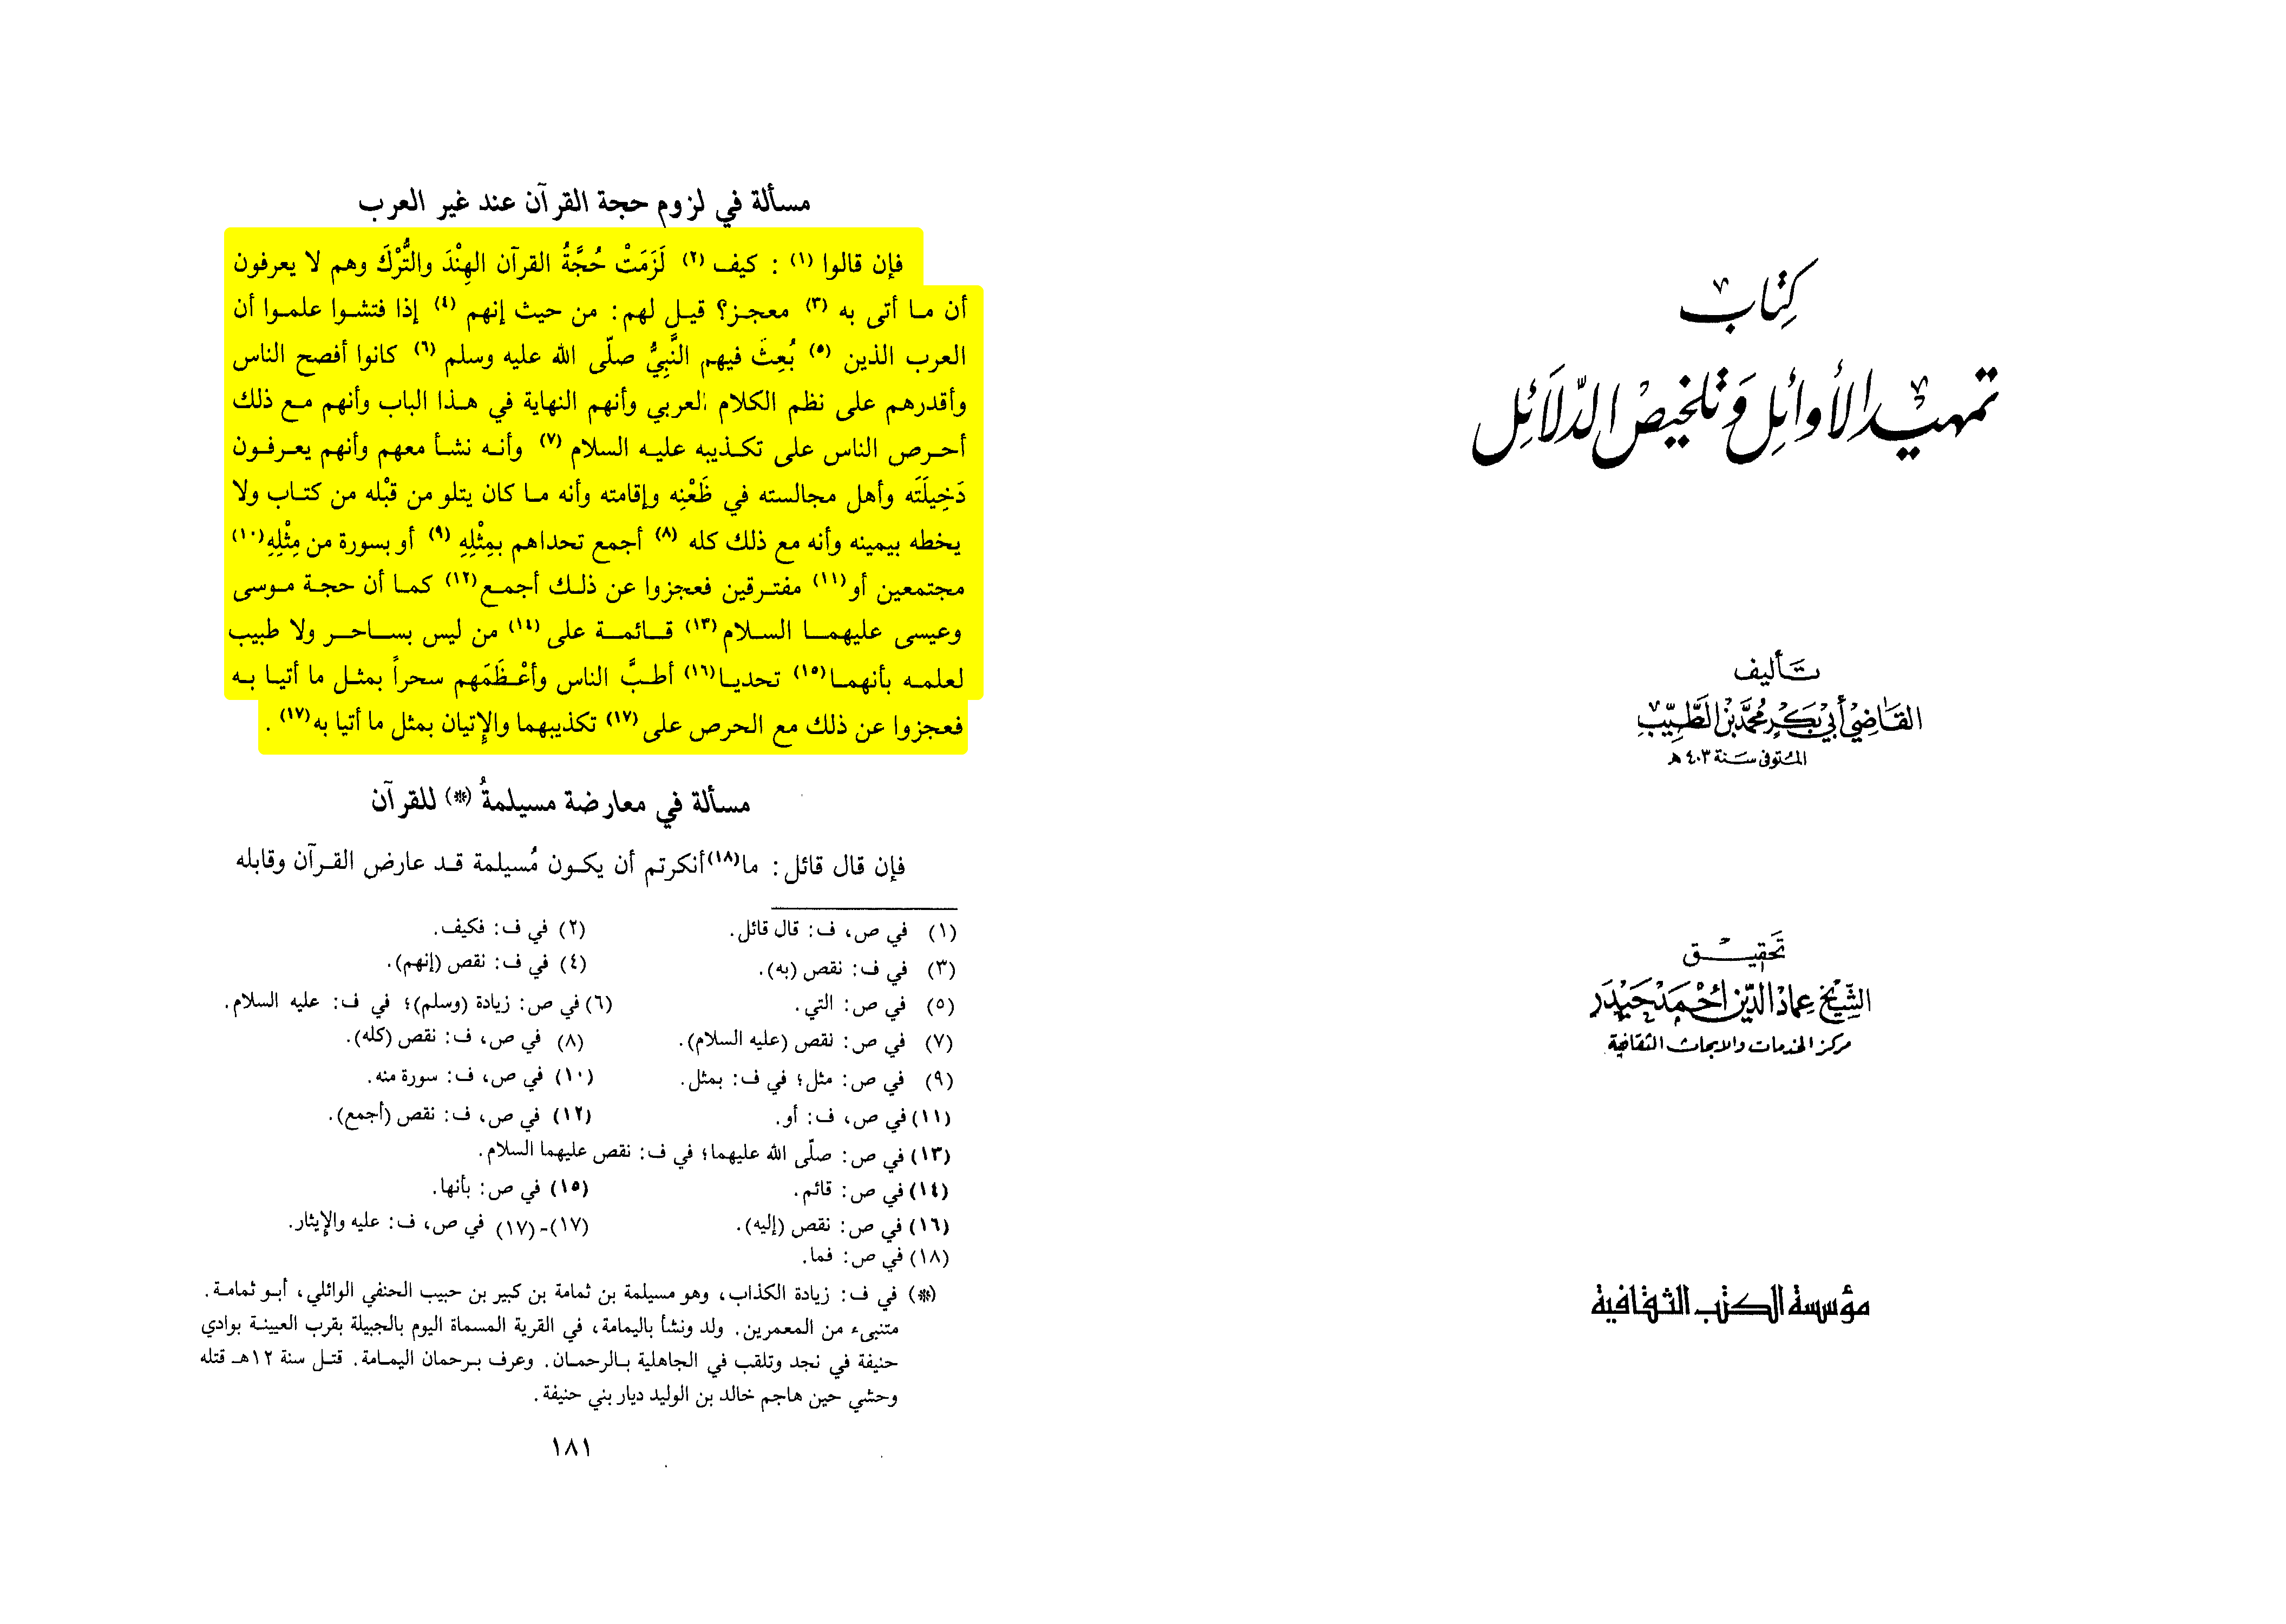 كتاب
تمهيد الأوائل وتلخيص الدلائل
تأليف
القاضي أبي بكر محمد بن الطيب
المتوفى سنة ٤٠٣ هـ
تحقيق
الشيخ عماد الدين أحمد حيدر
مركز الخدمات والابحاث الثقافية
مؤسسة الكتب الثقافية
مسألة في لزوم حجة القرآن عند غير العرب
فإن قالوا (١) : كيف (٢) لَزَمَتْ حُجَّةُ القرآن الهِنْدَ والتُّرْكَ وهم لا يعرفون
أن ما أتى به (٣) معجز؟ قيل لهم: من حيث إنهم (٤) إذا فتشوا علموا أن
العرب الذين (٥) بُعِثَ فيهم النَّبِيُّ صلّى الله عليه وسلم (٦) كانوا أفصح الناس
وأقدرهم على نظم الكلام العربي وأنهم النهاية في هذا الباب وأنهم مع ذلك
أحرص الناس على تكذيبه عليه السلام (٧) وأنه نشأ معهم وأنهم يعرفون
دَخِيلَتَه وأهل مجالسته في ظَعْنِه وإقامته وأنه ما كان يتلو من قبْله من كتاب ولا
يخطه بيمينه وأنه مع ذلك كله (٨) أجمع تحداهم بمِثْلِهِ (٩) أو بسورة من مِثْلِهِ(١٠)
مجتمعين أو(١١) مفترقين فعجزوا عن ذلك أجمع(١٢) كما أن حجة موسى
وعيسى عليهما السلام(١٣) قائمة على (١٤) من ليس بساحر ولا طبيب
لعلمه بأنهما(١٥) تحديا(١٦) أطبَّ الناس وأعْظَمَهم سحراً بمثل ما أتيا به
فعجزوا عن ذلك مع الحرص على (١٧) تكذيبهما والإتيان بمثل ما أتيا به(١٧) .
مسألة في معارضة مسيلمةُ (*) للقرآن
فإن قال قائل: ما(١٨) أنكرتم أن يكون مُسيلمة قد عارض القرآن وقابله
(١) في ص، ف: قال قائل. (٢) في ف: فكيف.
(٣) في ف: نقص (به). (٤) في ف: نقص (إنهم).
(٥) في ص: التي. (٦) في ص: زيادة (وسلم)؛ في ف: عليه السلام.
(٧) في ص: نقص (عليه السلام). (٨) في ص، ف: نقص (كله).
(٩) في ص: مثل؛ في ف: بمثل. (١٠) في ص، ف: سورة منه.
(١١) في ص، ف: أو. (١٢) في ص، ف: نقص (أجمع).
(١٣) في ص: صلّى الله عليهما؛ في ف: نقص عليهما السلام.
(١٤) في ص: قائم. (١٥) في ص: بأنها.
(١٦) في ص: نقص (إليه). (١٧)-(١٧) في ص، ف: عليه والإيثار.
(١٨) في ص: فما.
(*) في ف: زيادة الكذاب، وهو مسيلمة بن ثمامة بن كبير بن حبيب الحنفي الوائلي، أبو ثمامة.
متنبىء من المعمرين. ولد ونشأ باليمامة، في القرية المسماة اليوم بالجبيلة بقرب العيينة بوادي
حنيفة في نجد وتلقب في الجاهلية بالرحمان. وعرف برحمان اليمامة. قتل سنة ١٢هـ قتله
وحشي حين هاجم خالد بن الوليد ديار بني حنيفة.
١٨١